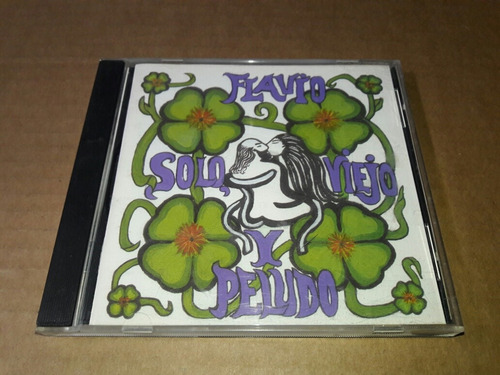 FLAVIO
SOLO, VIEJO
Y
PELUDO